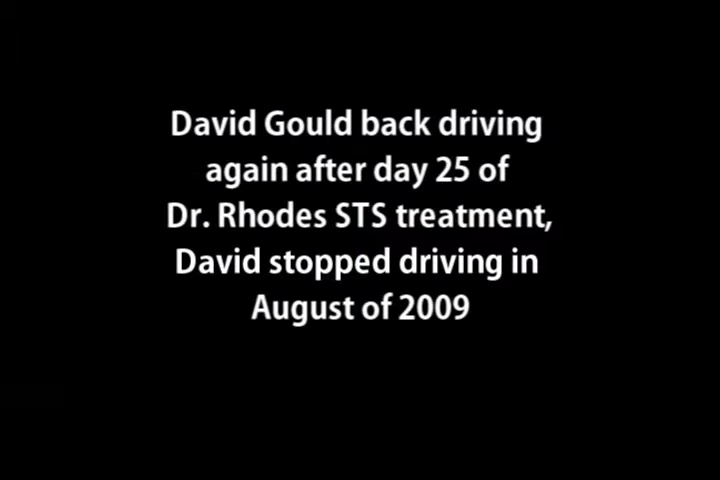 David Gould back driving
again after day 25 of
Dr. Rhodes STS treatment,
David stopped driving in
August of 2009